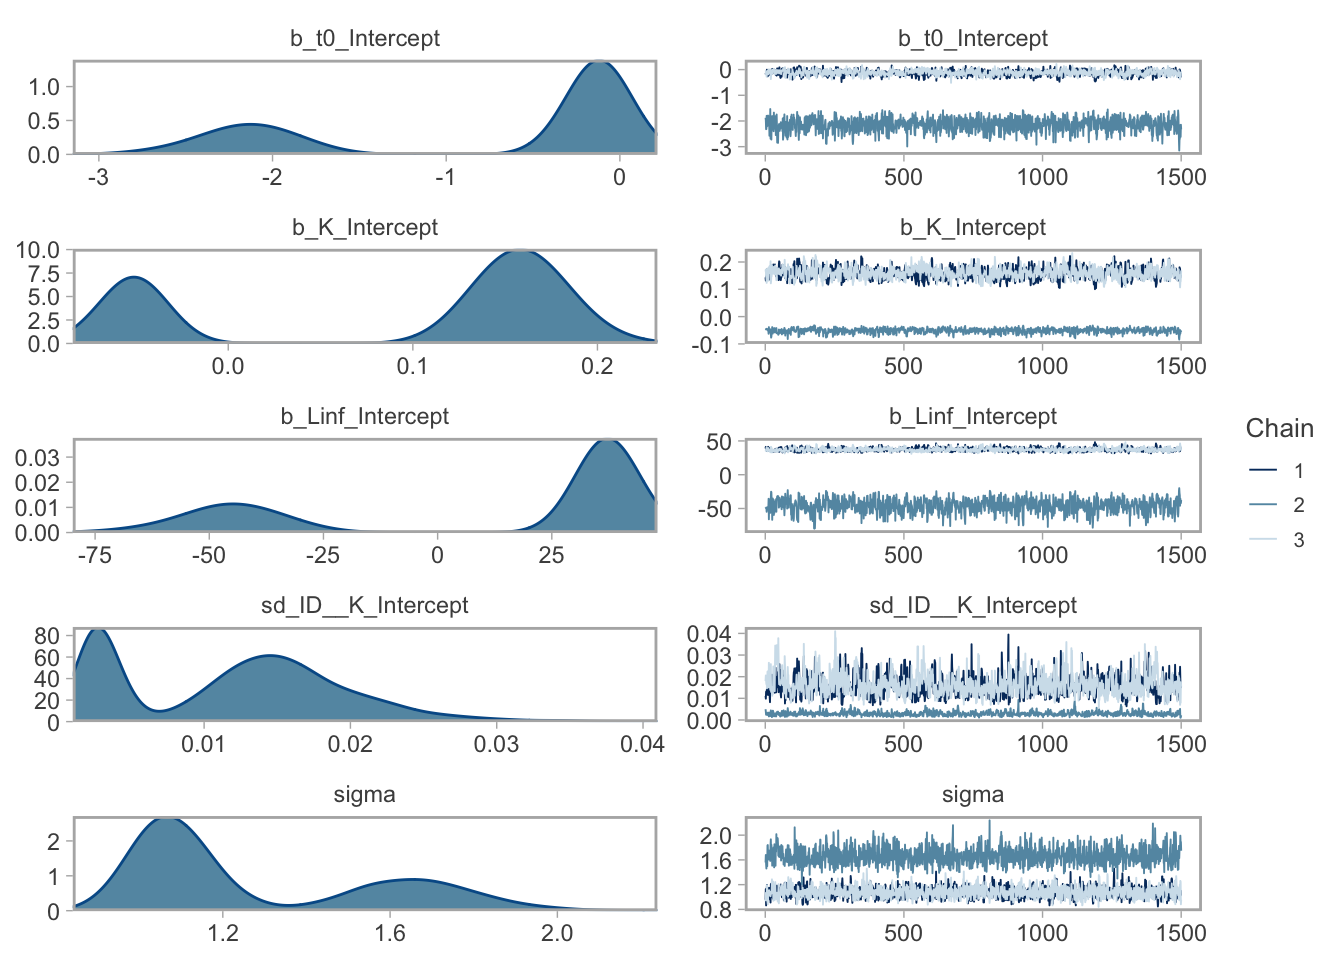 b_t0_Intercept
b_t0_Intercept
1.0
0.5
0.0
-3 -2 -1 0
0
-1
-2
-3
0 500 1000 1500
b_K_Intercept
b_K_Intercept
10.0
7.5
5.0
2.5
0.0
0.0 0.1 0.2
0.2
0.1
0.0
-0.1
0 500 1000 1500
b_Linf_Intercept
b_Linf_Intercept
0.03
0.02
0.01
0.00
-75 -50 -25 0 25
50
0
-50
0 500 1000 1500
Chain
1
2
3
sd_ID__K_Intercept
sd_ID__K_Intercept
80
60
40
20
0
0.01 0.02 0.03 0.04
0.04
0.03
0.02
0.01
0.00
0 500 1000 1500
sigma
sigma
2
1
0
1.2 1.6 2.0
2.0
1.6
1.2
0.8
0 500 1000 1500